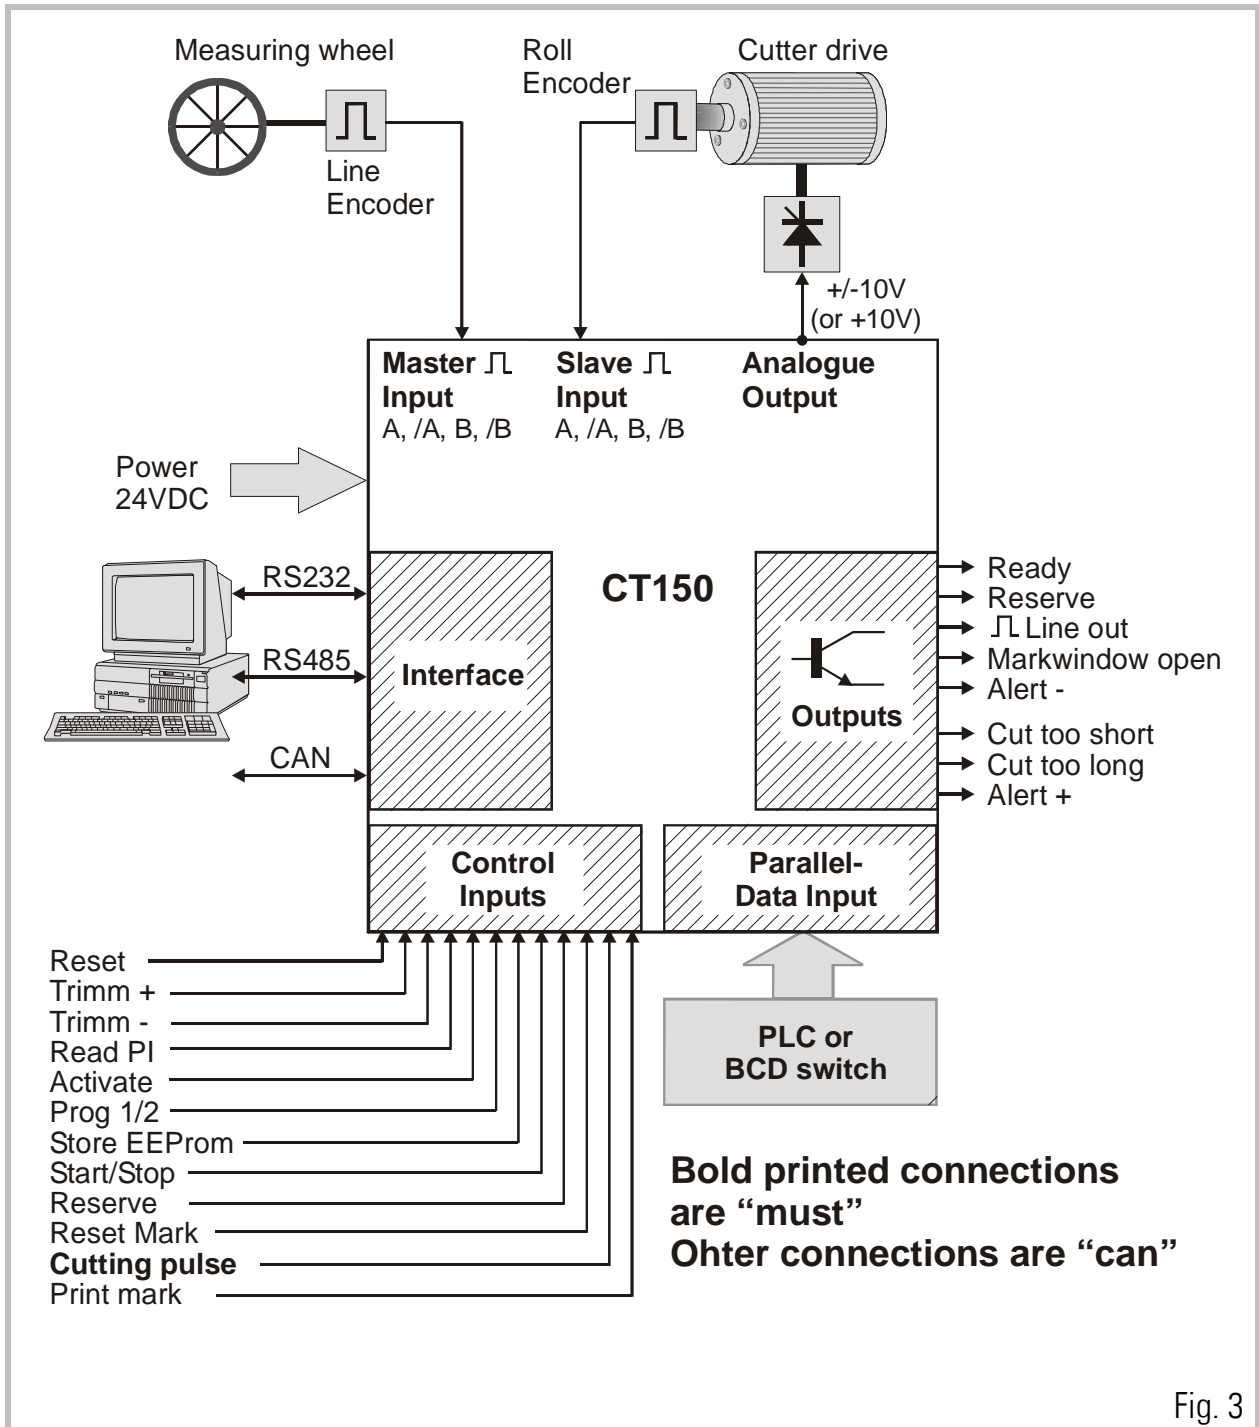 Measuring wheel
Roll
Encoder
Cutter drive
Line
Encoder
+/-10V
(or +10V)
Master
Input
A, /A, B, /B
Slave
Input
A, /A, B, /B
Analogue
Output
Power
24VDC
RS232
RS485
CAN
Interface
CT150
Outputs
Ready
Reserve
Line out
Markwindow open
Alert -
Cut too short
Cut too long
Alert +
Control
Inputs
Parallel-
Data Input
Reset
Trimm +
Trimm -
Read PI
Activate
Prog 1/2
Store EEProm
Start/Stop
Reserve
Reset Mark
Cutting pulse
Print mark
PLC or
BCD switch
Bold printed connections
are “must”
Ohter connections are “can”
Fig. 3